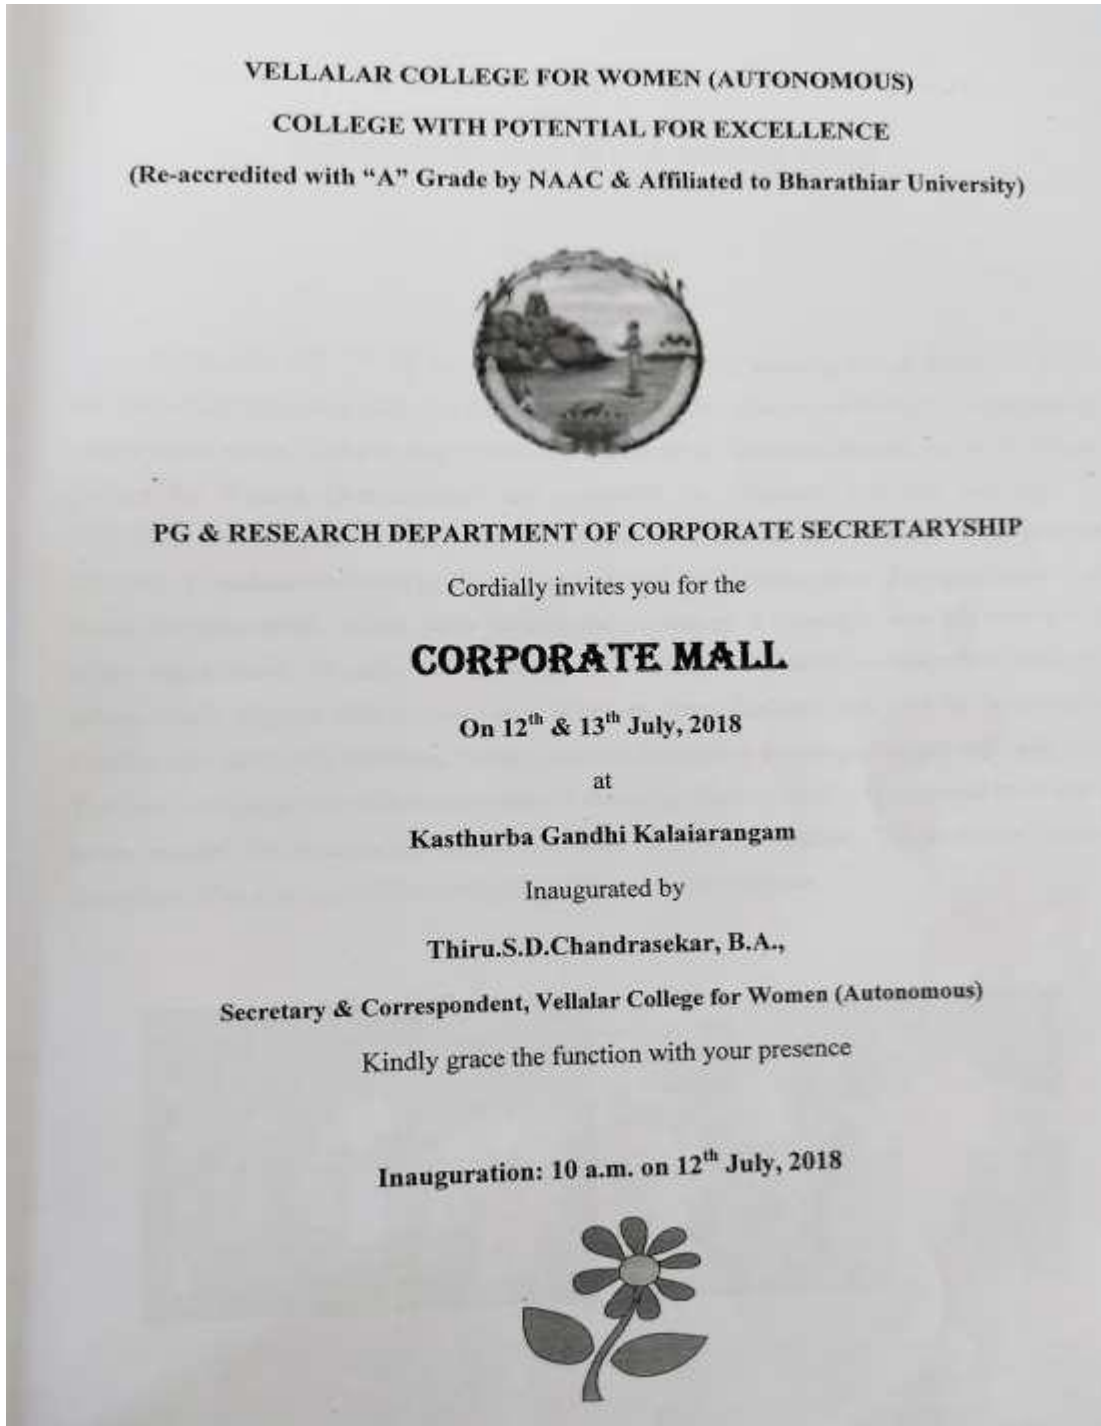 VELLALAR COLLEGE FOR WOMEN (AUTONOMOUS)
COLLEGE WITH POTENTIAL FOR EXCELLENCE
(Re-accredited with “A” Grade by NAAC & Affiliated to Bharathiar University)
PG & RESEARCH DEPARTMENT OF CORPORATE SECRETARYSHIP
Cordially invites you for the
CORPORATE MALL
On 12th & 13th July, 2018
at
Kasthurba Gandhi Kalaiarangam
Inaugurated by
Thiru.S.D.Chandrasekar, B.A.,
Secretary & Correspondent, Vellalar College for Women (Autonomous)
Kindly grace the function with your presence
Inauguration: 10 a.m. on 12th July, 2018